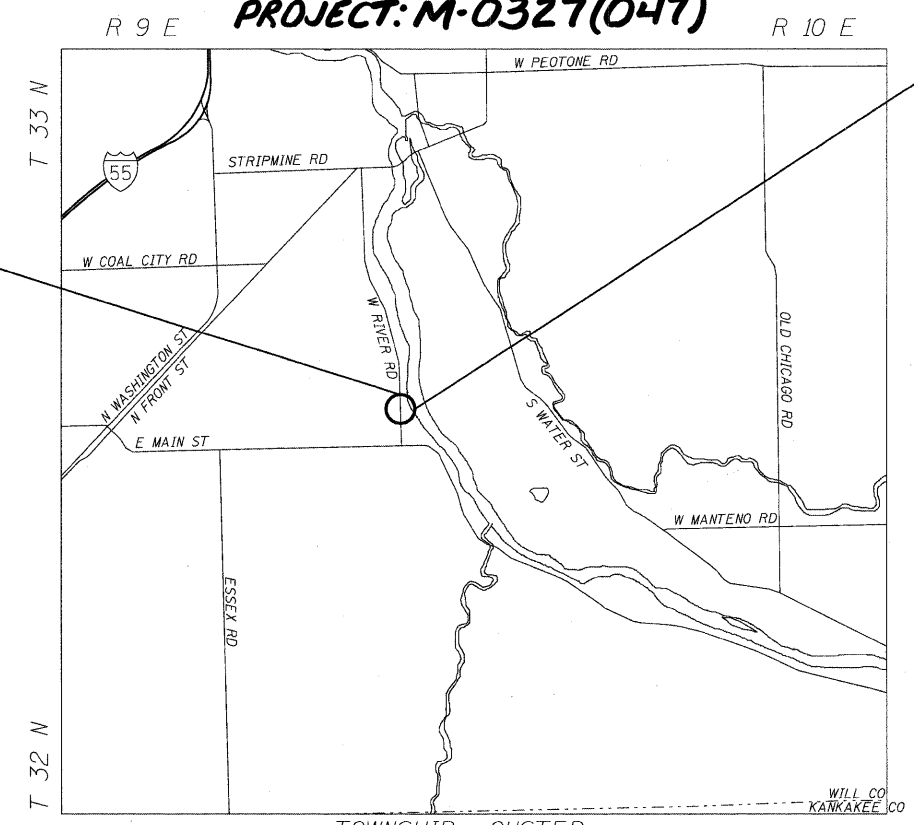 PROJECT: M-0327(047)
R 9 E
R 10 E
T 33 N
W PEOTONE RD
STRIPMINE RD
55
W COAL CITY RD
W RIVER RD
OLD CHICAGO RD
N WASHINGTON ST
N FRONT ST
S WATER ST
E MAIN ST
W MANTENO RD
ESSEX RD
T 32 N
WILL CO
KANKAKEE CO